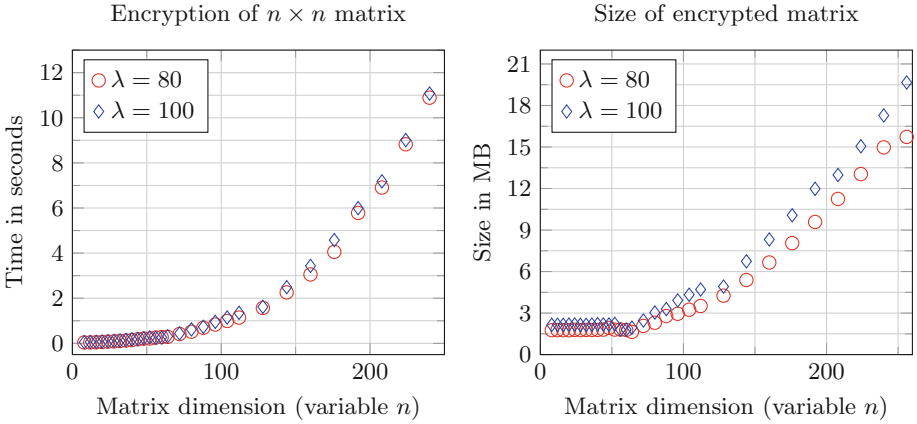 Encryption of n × n matrix
λ = 80
λ = 100
Time in seconds
12
10
8
6
4
2
0
0 100 200
Matrix dimension (variable n)
Size of encrypted matrix
λ = 80
λ = 100
Size in MB
21
18
15
12
9
6
3
0
0 100 200
Matrix dimension (variable n)